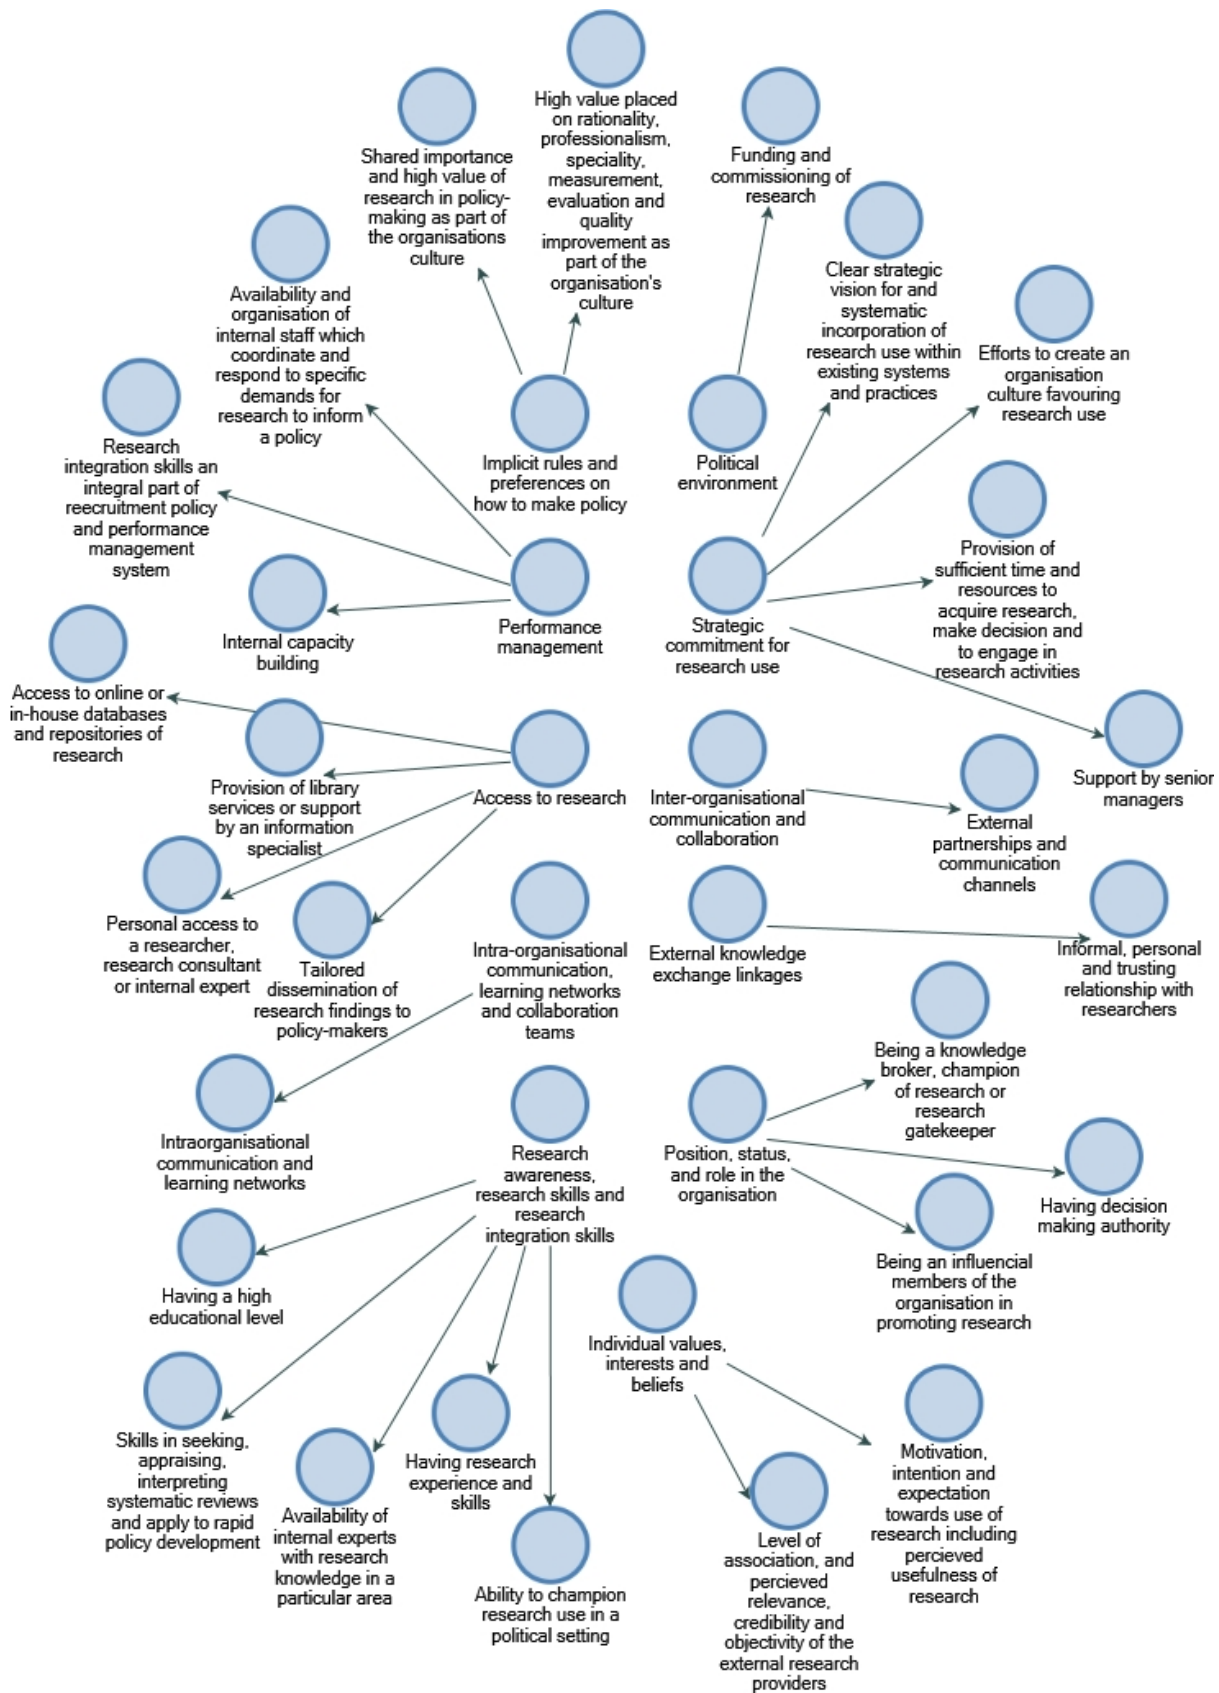 High value placed
on rationality,
professionalism,
speciality,
measurement,
evaluation and
quality
improvement as
part of the
organisation's
culture
Shared importance
and high value of
research in policy-
making as part of
the organisations
culture
Funding and
commissioning of
research
Availability and
organisation of
internal staff which
coordinate and
respond to specific
demands for
research to inform
a policy
Clear strategic
vision for and
systematic
incorporation of
research use within
existing systems
and practices
Efforts to create an
organisation
culture favouring
research use
Research
integration skills an
integral part of
reecruitment policy
and performance
management
system
Implicit rules and
preferences on
how to make policy
Political
environment
Provision of
sufficient time and
resources to
acquire research,
make decision and
to engage in
research activities
Internal capacity
building
Performance
management
Strategic
commitment for
research use
Access to online or
in-house databases
and repositories of
research
Provision of library
services or support
by an information
specialist
Access to research
Inter-organisational
communication and
collaboration
Support by senior
managers
External
partnerships and
communication
channels
Personal access to
a researcher,
research consultant
or internal expert
Tailored
dissemination of
research findings to
policy-makers
Intra-organisational
communication,
learning networks
and collaboration
teams
External knowledge
exchange linkages
Informal, personal
and trusting
relationship with
researchers
Being a knowledge
broker, champion
of research or
research
gatekeeper
Intraorganisational
communication and
learning networks
Research
awareness,
research skills and
research
integration skills
Position, status,
and role in the
organisation
Having decision
making authority
Being an influencial
members of the
organisation in
promoting research
Having a high
educational level
Individual values,
interests and
beliefs
Skills in seeking,
appraising,
interpreting
systematic reviews
and apply to rapid
policy development
Availability of
internal experts
with research
knowledge in a
particular area
Having research
experience and
skills
Ability to champion
research use in a
political setting
Level of
association, and
percieved
relevance,
credibility and
objectivity of the
external research
providers
Motivation,
intention and
expectation
towards use of
research including
percieved
usefulness of
research